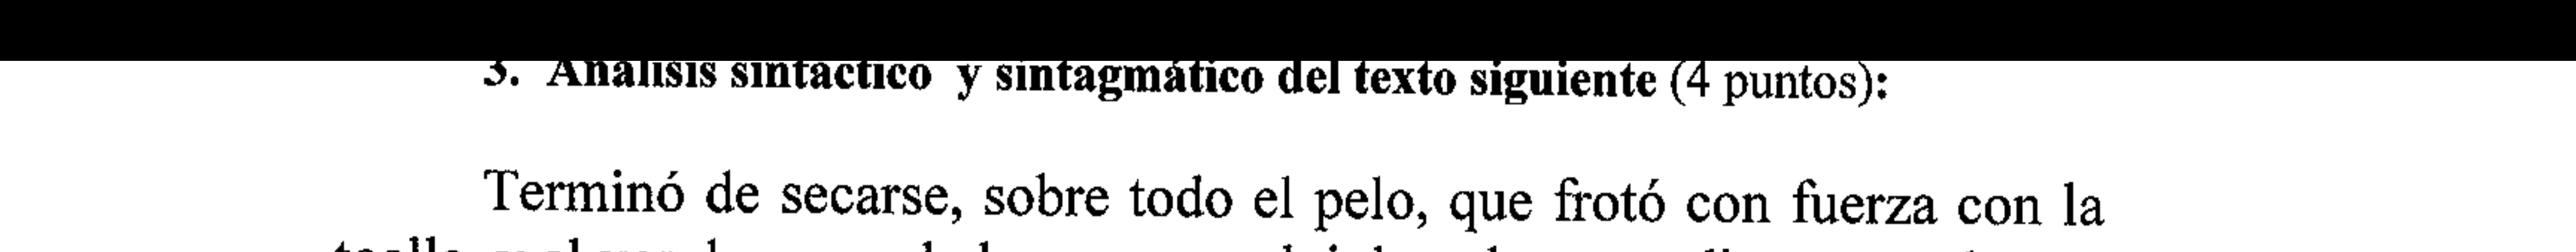 3. Análisis sintáctico y sintagmático del texto siguiente (4 puntos):
Terminó de secarse, sobre todo el pelo, que frotó con fuerza con la